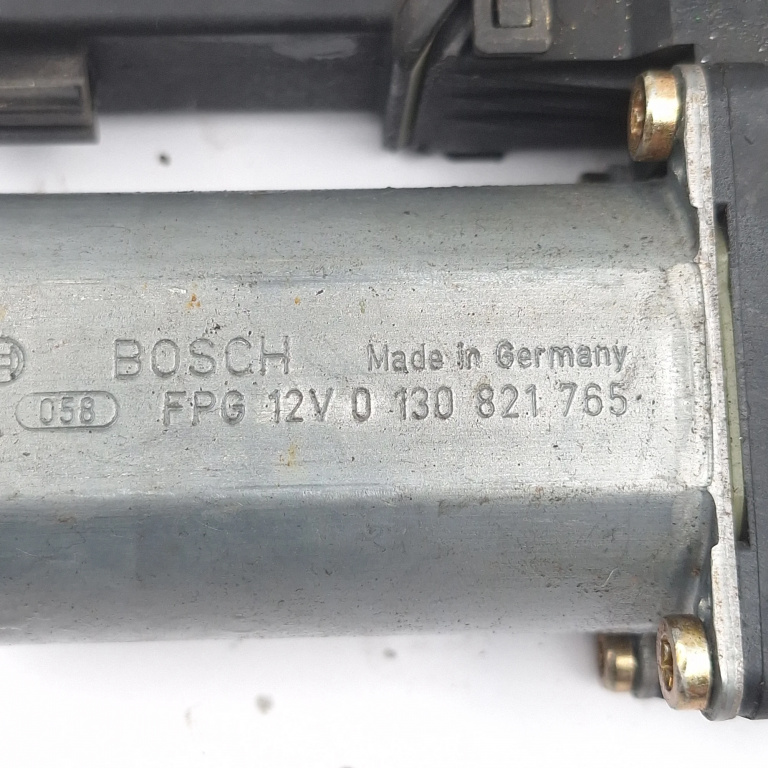 BOSCH Made in Germany
058 FPG 12V 0 130 821 765